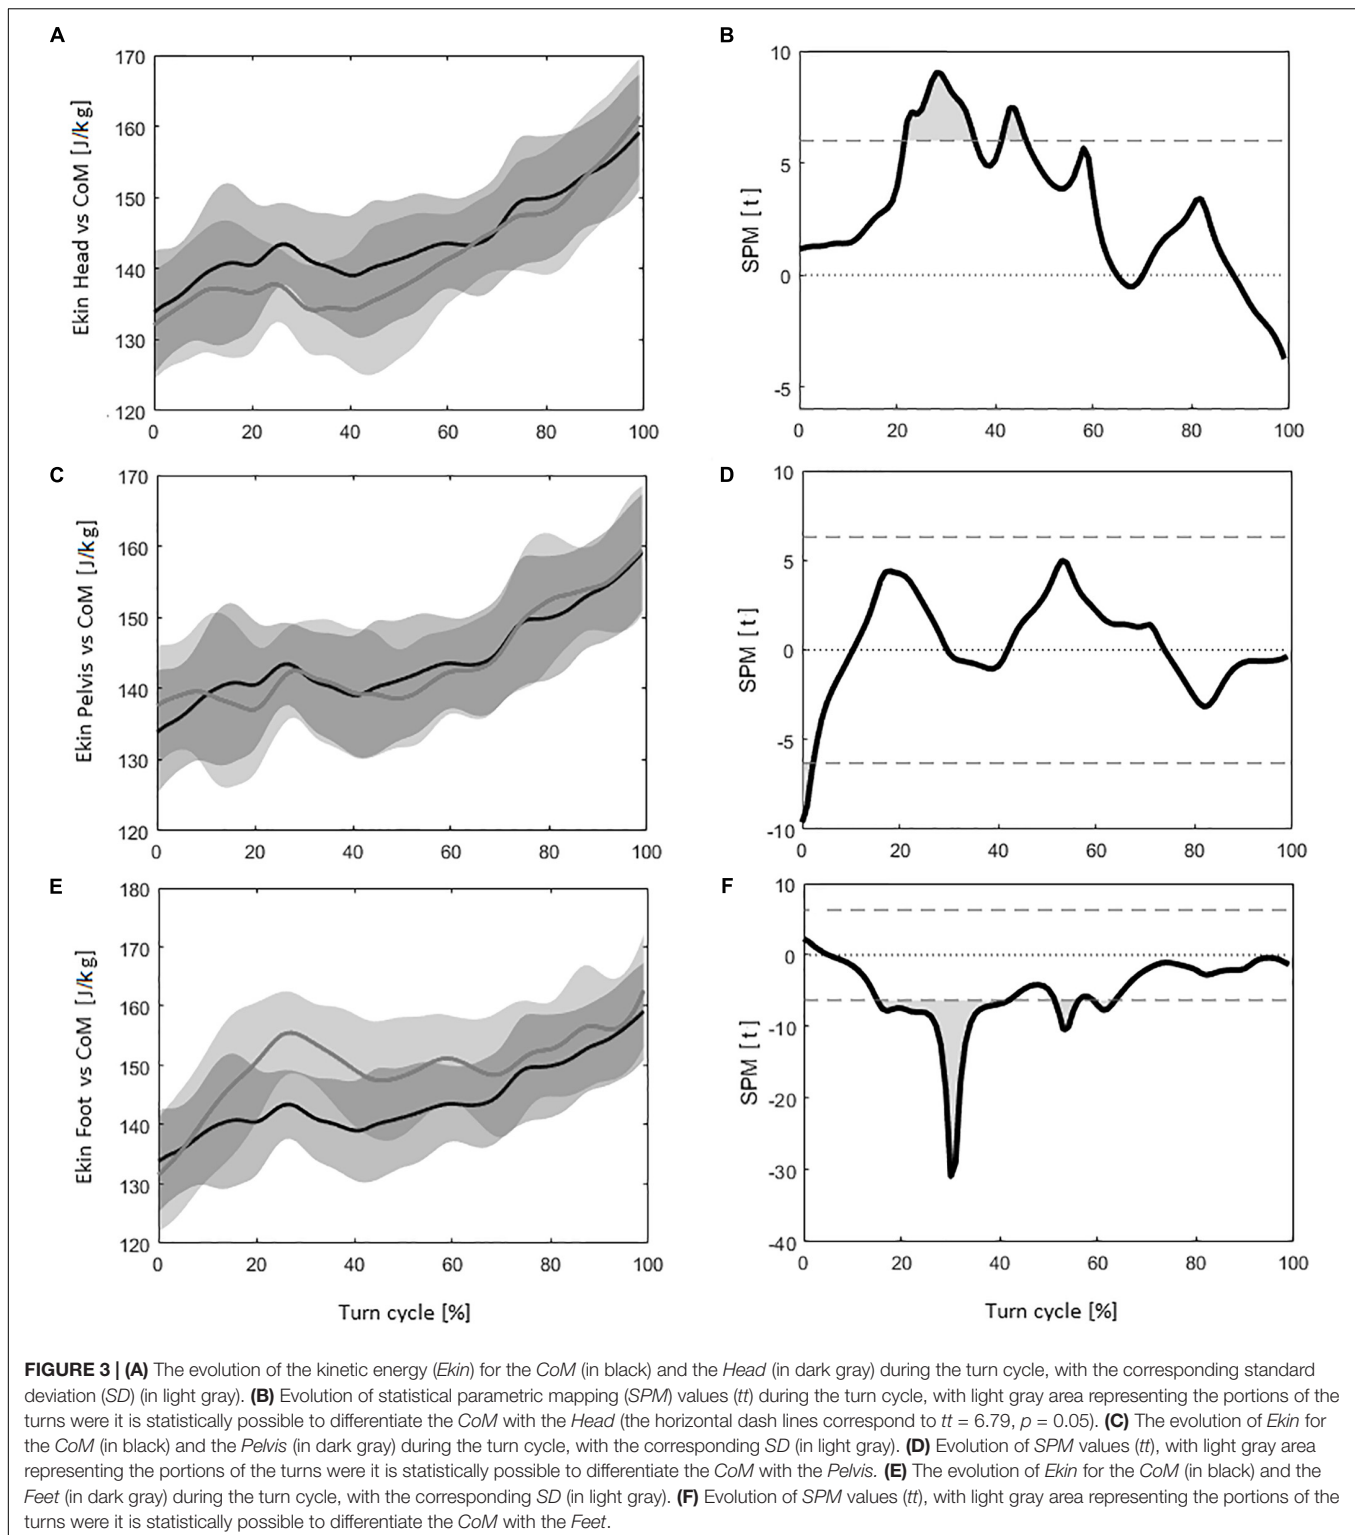 A
B
170
160
150
140
130
120
Ekin Head vs CoM [J/kg]
0 20 40 60 80 100
10
5
0
-5
SPM [t]
0 20 40 60 80 100
C
D
170
160
150
140
130
120
Ekin Pelvis vs CoM [J/kg]
0 20 40 60 80 100
10
5
0
-5
-10
SPM [t]
0 20 40 60 80 100
E
F
180
170
160
150
140
130
120
Ekin Foot vs CoM [J/kg]
0 20 40 60 80 100
Turn cycle [%]
10
0
-10
-20
-30
-40
SPM [t]
0 20 40 60 80 100
Turn cycle [%]
FIGURE 3 | (A) The evolution of the kinetic energy (Ekin) for the CoM (in black) and the Head (in dark gray) during the turn cycle, with the corresponding standard
deviation (SD) (in light gray). (B) Evolution of statistical parametric mapping (SPM) values (tt) during the turn cycle, with light gray area representing the portions of the
turns were it is statistically possible to differentiate the CoM with the Head (the horizontal dash lines correspond to tt = 6.79, p = 0.05). (C) The evolution of Ekin for
the CoM (in black) and the Pelvis (in dark gray) during the turn cycle, with the corresponding SD (in light gray). (D) Evolution of SPM values (tt), with light gray area
representing the portions of the turns were it is statistically possible to differentiate the CoM with the Pelvis. (E) The evolution of Ekin for the CoM (in black) and the
Feet (in dark gray) during the turn cycle, with the corresponding SD (in light gray). (F) Evolution of SPM values (tt), with light gray area representing the portions of the
turns were it is statistically possible to differentiate the CoM with the Feet.